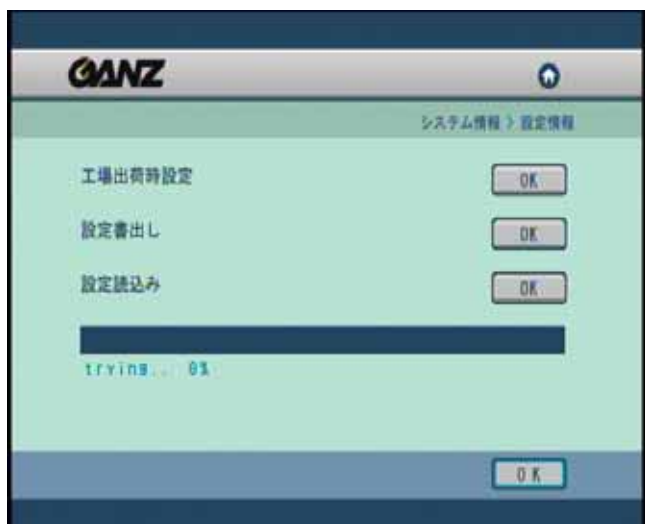 GANZ
システム情報 > 設定情報
工場出荷時設定 OK
設定書出し OK
設定読込み OK
trying... 0%
OK